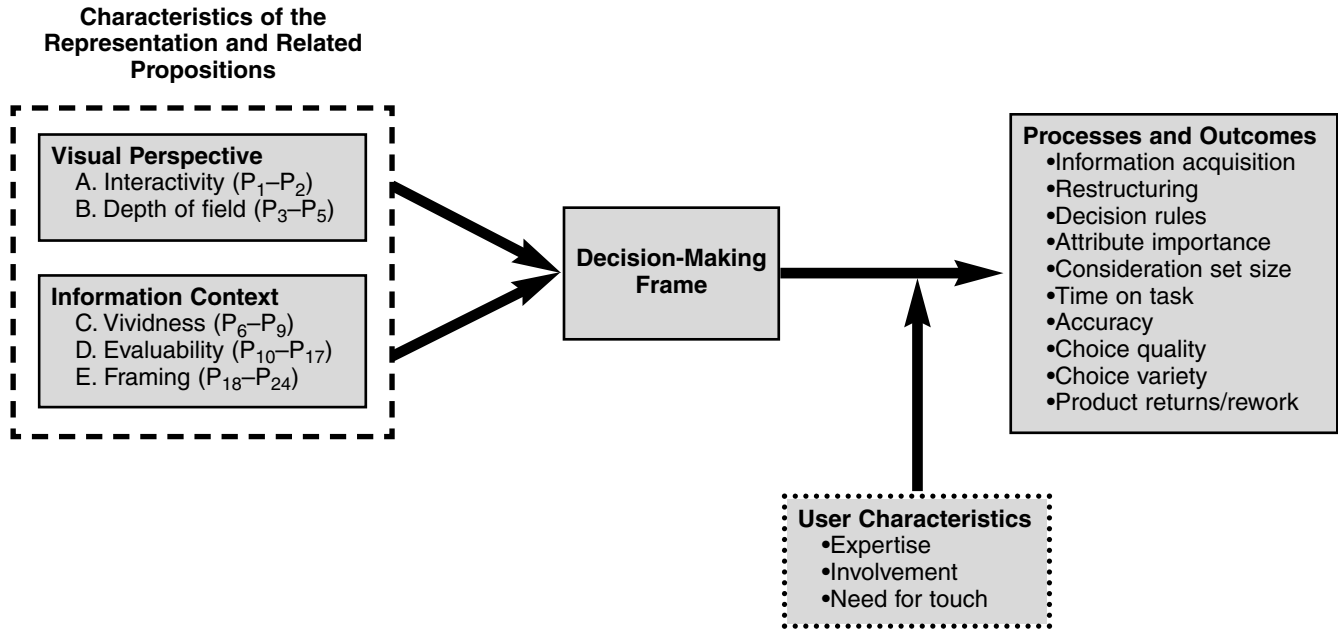 Characteristics of the
Representation and Related
Propositions
Visual Perspective
A. Interactivity (P₁–P₂)
B. Depth of field (P₃–P₅)
Information Context
C. Vividness (P₆–P₉)
D. Evaluability (P₁₀–P₁₇)
E. Framing (P₁₈–P₂₄)
Decision-Making
Frame
Processes and Outcomes
•Information acquisition
•Restructuring
•Decision rules
•Attribute importance
•Consideration set size
•Time on task
•Accuracy
•Choice quality
•Choice variety
•Product returns/rework
User Characteristics
•Expertise
•Involvement
•Need for touch